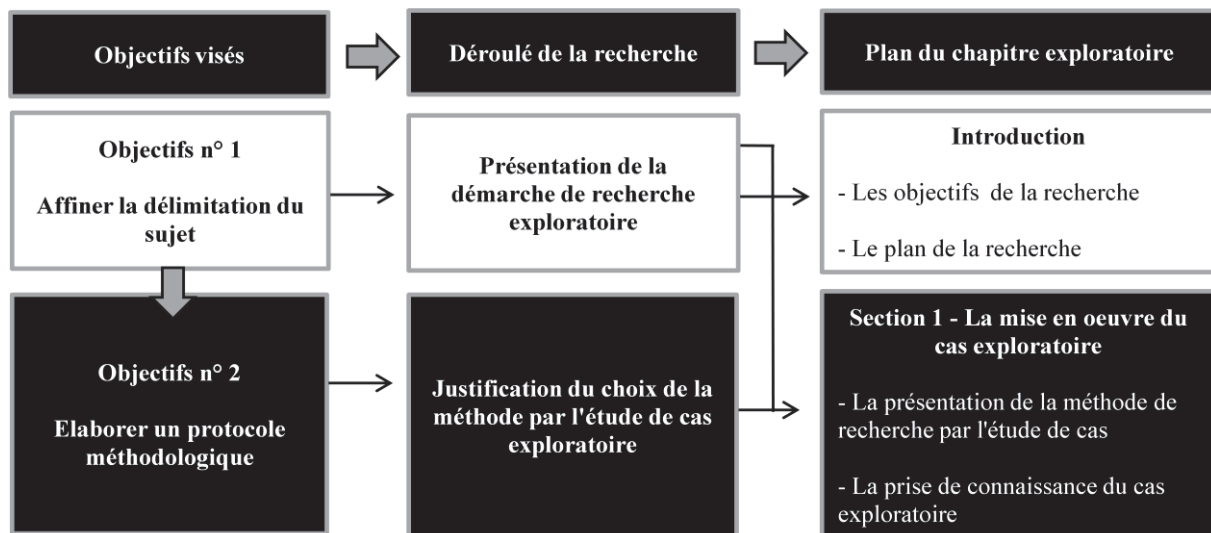 Objectifs visés
Déroulé de la recherche
Plan du chapitre exploratoire
Objectifs n° 1
Affiner la délimitation du
sujet
Présentation de la
démarche de recherche
exploratoire
Introduction
- Les objectifs de la recherche
- Le plan de la recherche
Objectifs n° 2
Elaborer un protocole
méthodologique
Justification du choix de la
méthode par l'étude de cas
exploratoire
Section 1 - La mise en oeuvre du
cas exploratoire
- La présentation de la méthode de
recherche par l'étude de cas
- La prise de connaissance du cas
exploratoire